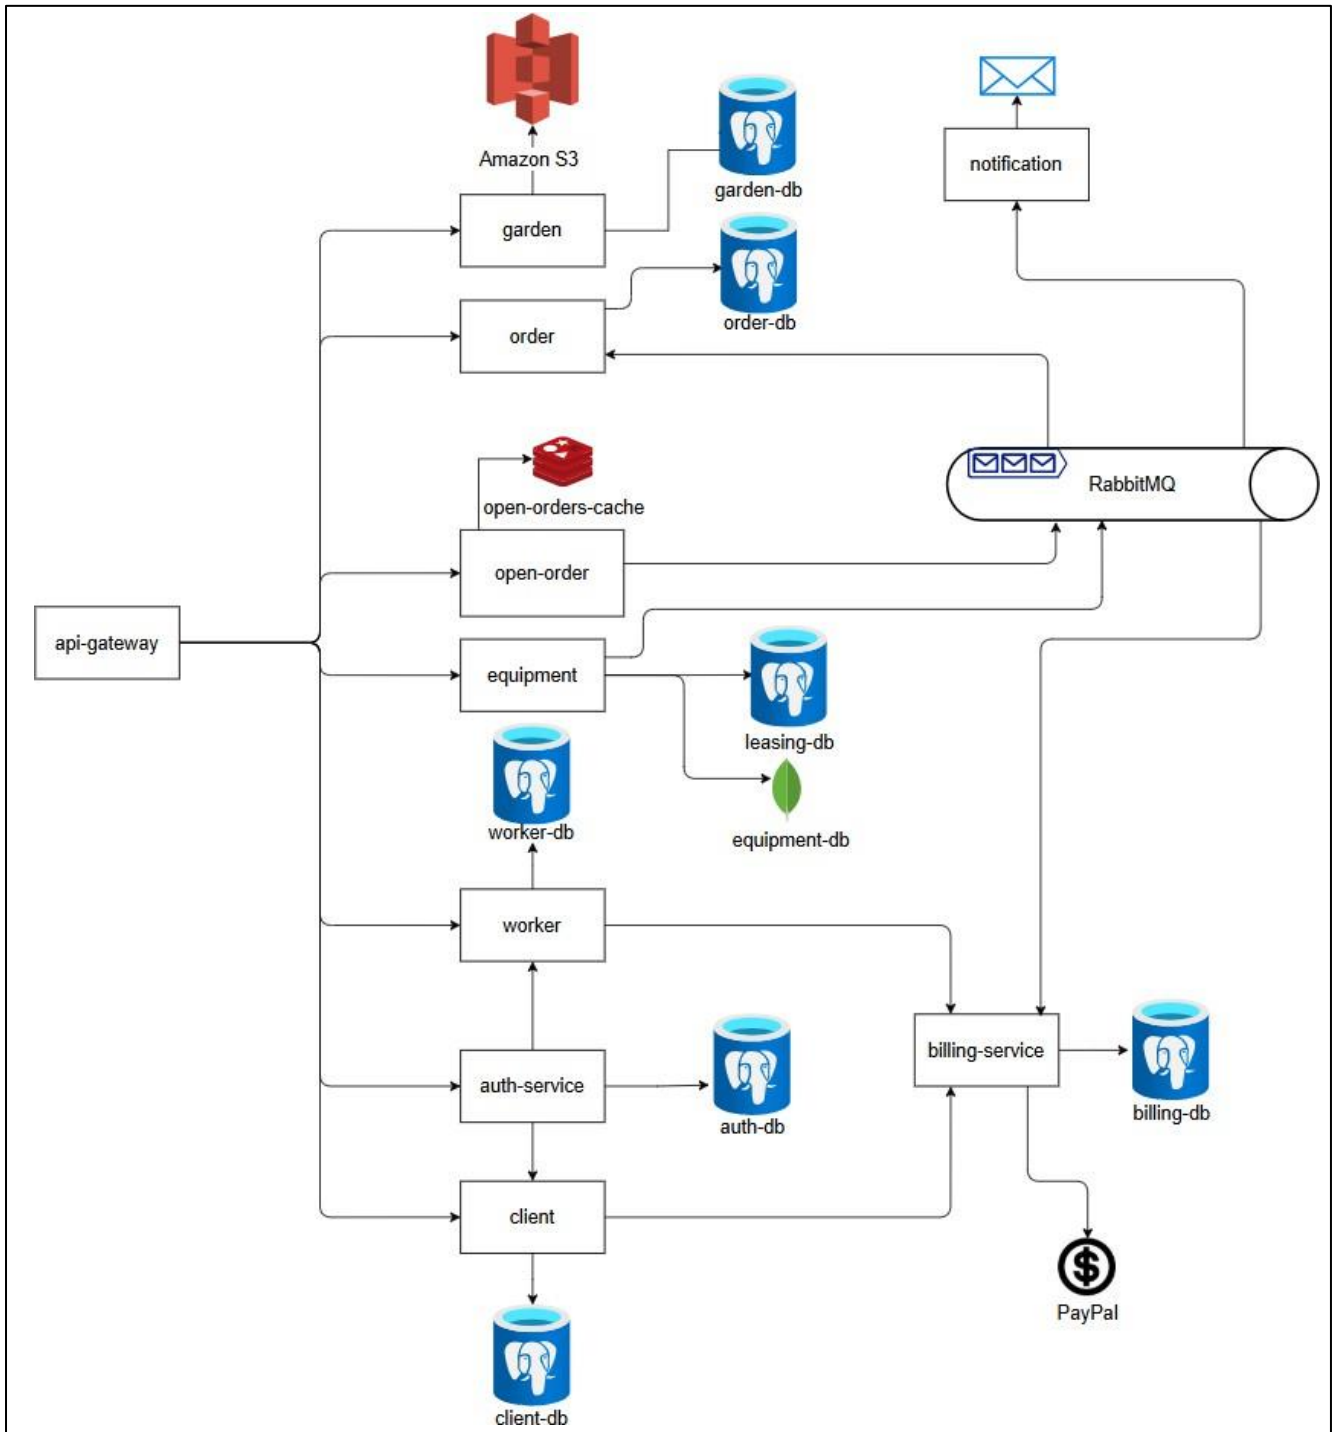 Amazon S3
garden-db
notification
garden
order-db
order
RabbitMQ
open-orders-cache
open-order
api-gateway
equipment
leasing-db
worker-db
equipment-db
worker
billing-service
auth-service
billing-db
auth-db
client
PayPal
client-db